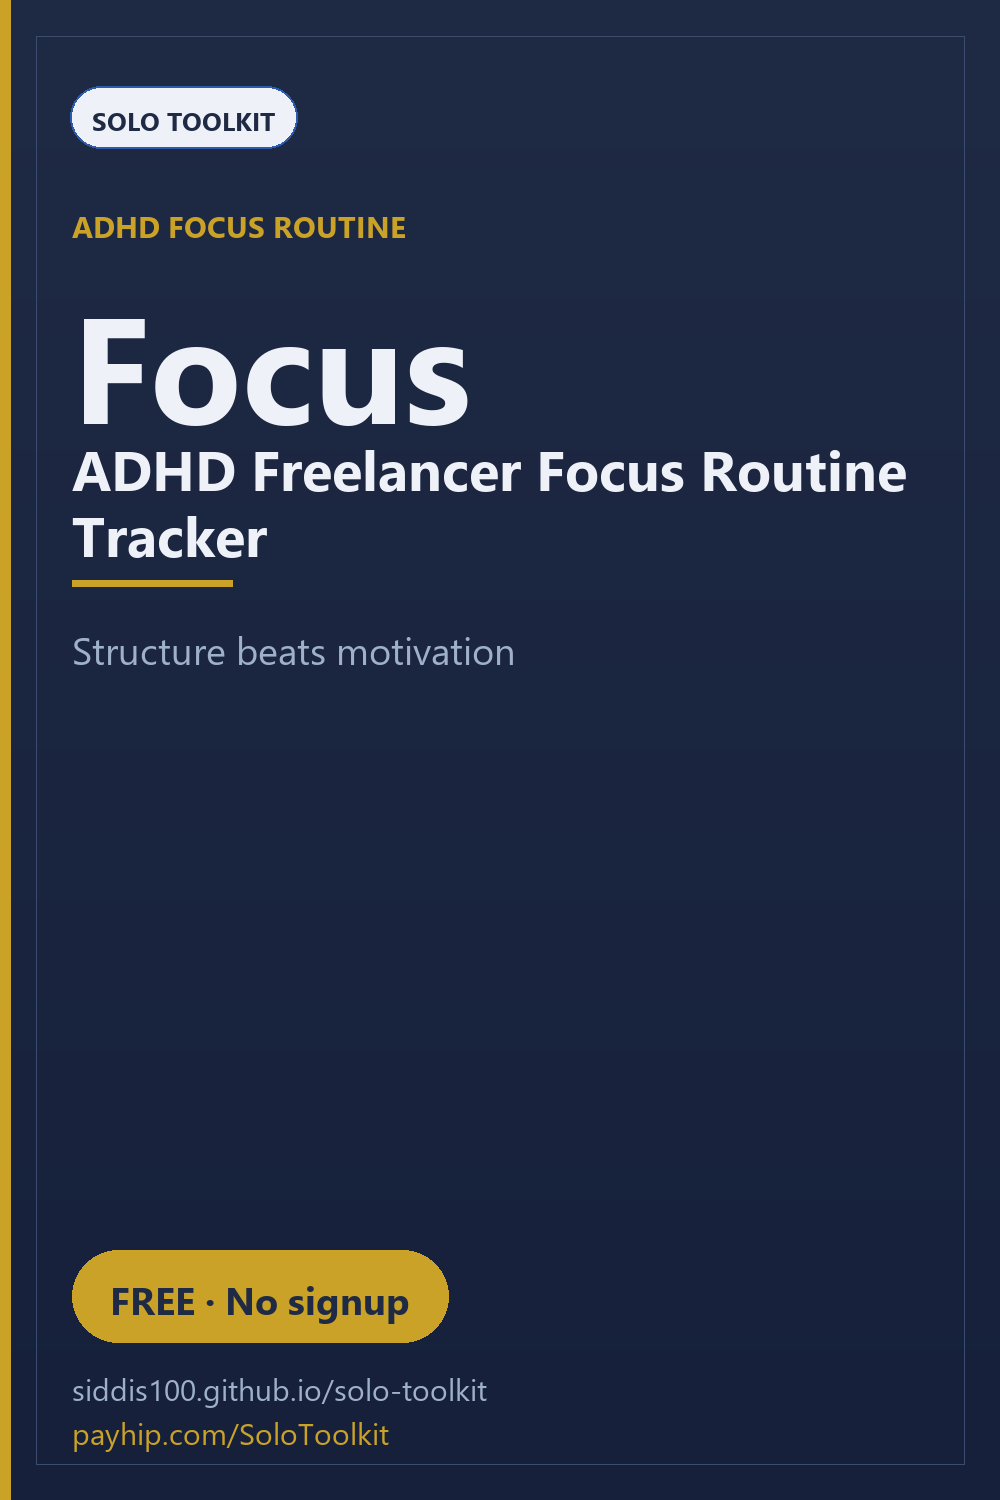 SOLO TOOLKIT
ADHD FOCUS ROUTINE
Focus
ADHD Freelancer Focus Routine
Tracker
Structure beats motivation
FREE · No signup
siddis100.github.io/solo-toolkit
payhip.com/SoloToolkit